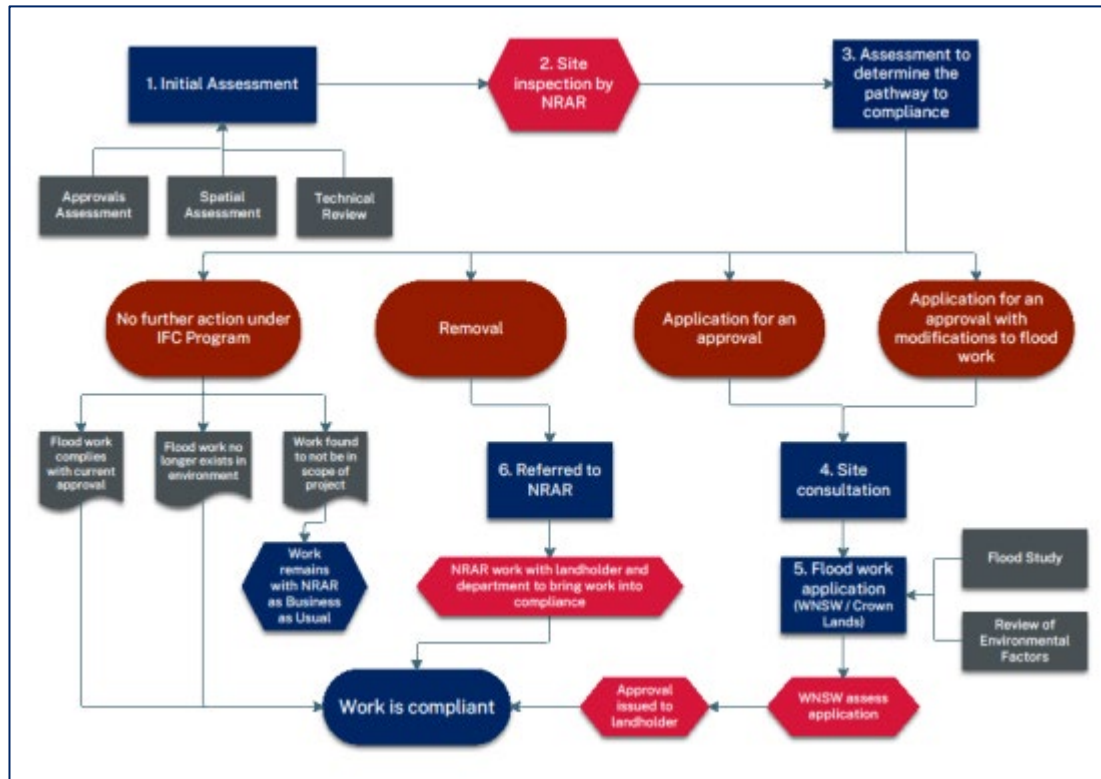 1. Initial Assessment
2. Site
inspection by
NRAR
3. Assessment to
determine the
pathway to
compliance
Approvals
Assessment
Spatial
Assessment
Technical
Review
No further action under
IFC Program
Removal
Application for an
approval
Application for an
approval with
modifications to flood
work
Flood work
complies
with current
approval
Flood work no
longer exists in
environment
Work found
to not be in
scope of
project
6. Referred to
NRAR
4. Site
consultation
Work
remains
with NRAR
as Business
as Usual
NRAR work with landholder and
department to bring work into
compliance
5. Flood work
application
(WNSW / Crown
Lands)
Flood Study
Review of
Environmental
Factors
Work is compliant
Approval
issued to
landholder
WNSW assess
application